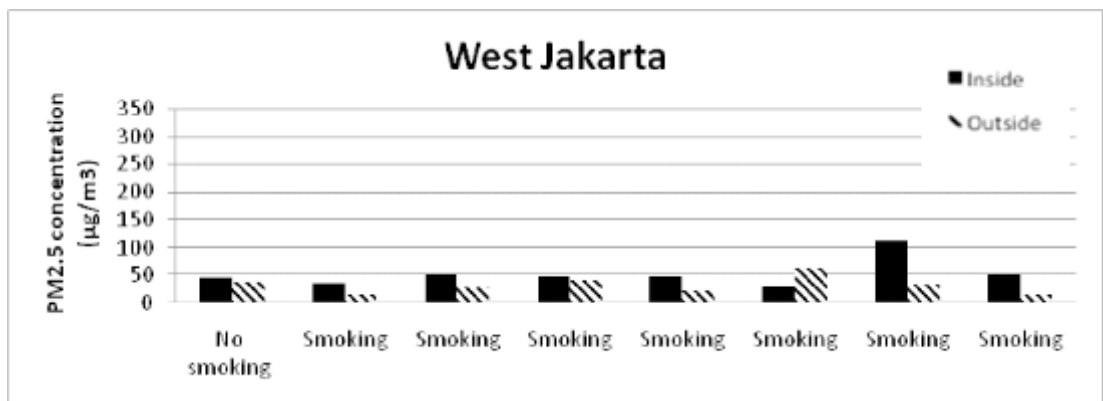 West Jakarta
Inside
Outside
PM2.5 concentration
(µg/m3)
350
300
250
200
150
100
50
0
No
smoking
Smoking
Smoking
Smoking
Smoking
Smoking
Smoking
Smoking